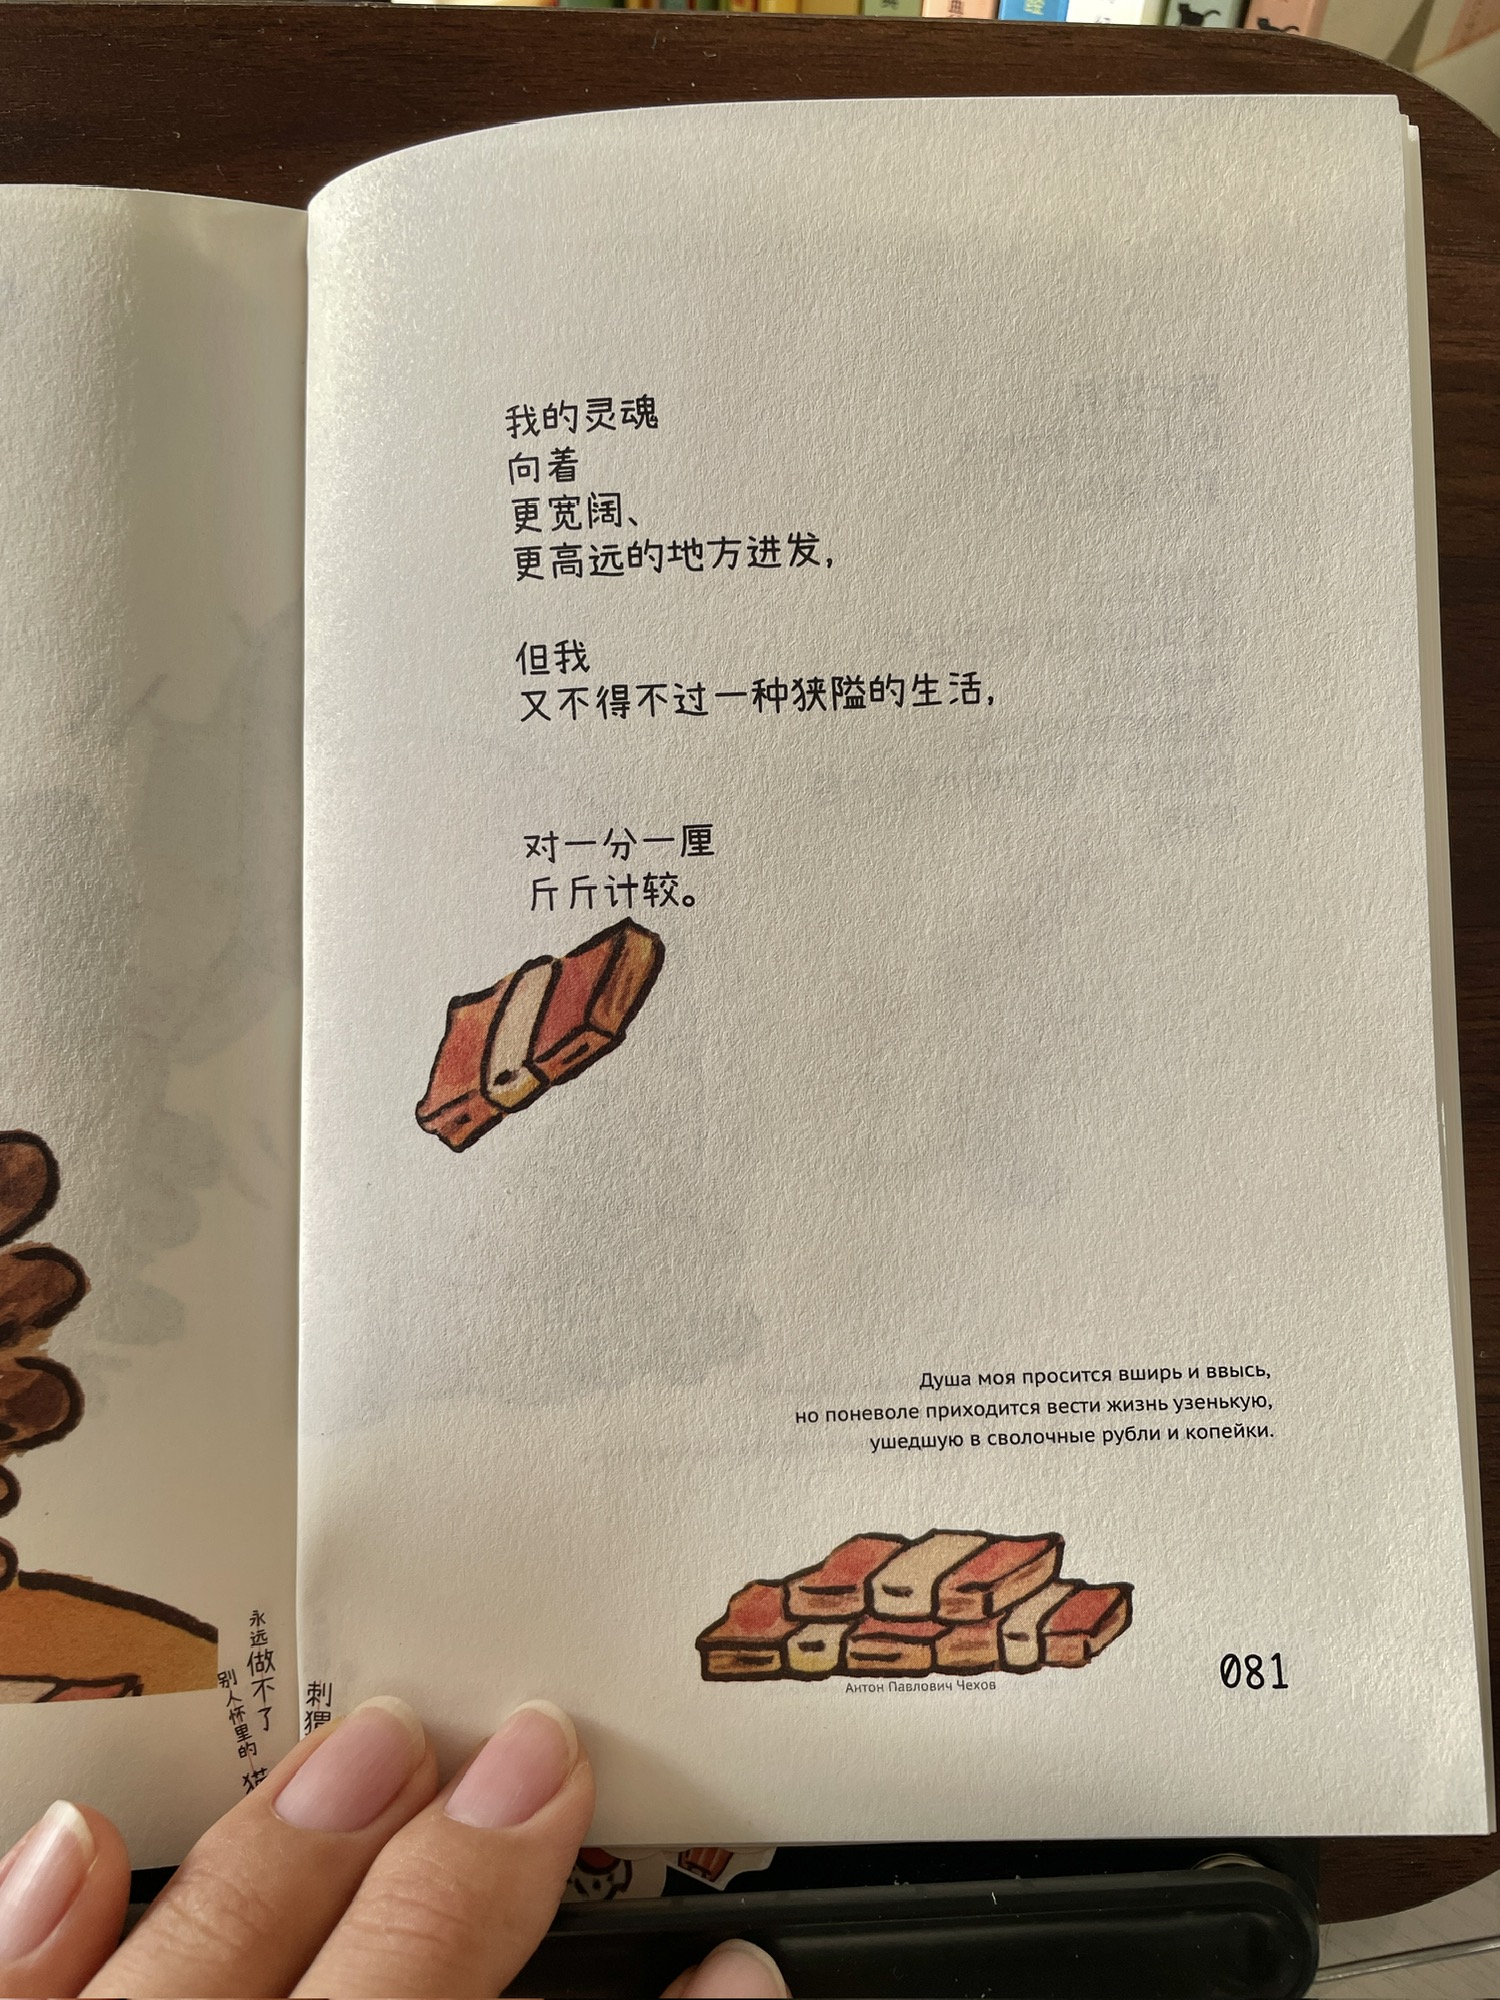 我的灵魂
向着
更宽阔、
更高远的地方进发，
但我
又不得不过一种狭隘的生活，
对一分一厘
斤斤计较。
Душа моя просится вширь и ввысь,
но поневоле приходится вести жизнь узенькую,
ушедшую в сволочные рубли и копейки.
Антон Павлович Чехов
081
永远做不了
别人怀里的猫
刺猬